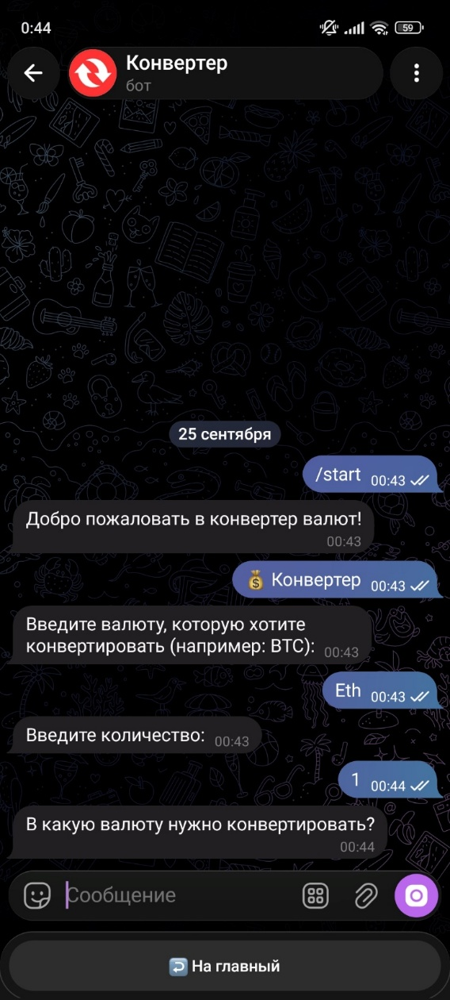 0:44
59
Конвертер
бот
25 сентября
/start 00:43
Добро пожаловать в конвертер валют!
00:43
💰 Конвертер 00:43
Введите валюту, которую хотите
конвертировать (например: BTC): 00:43
Eth 00:43
Введите количество: 00:43
1 00:44
В какую валюту нужно конвертировать?
00:44
Сообщение
↩️ На главный